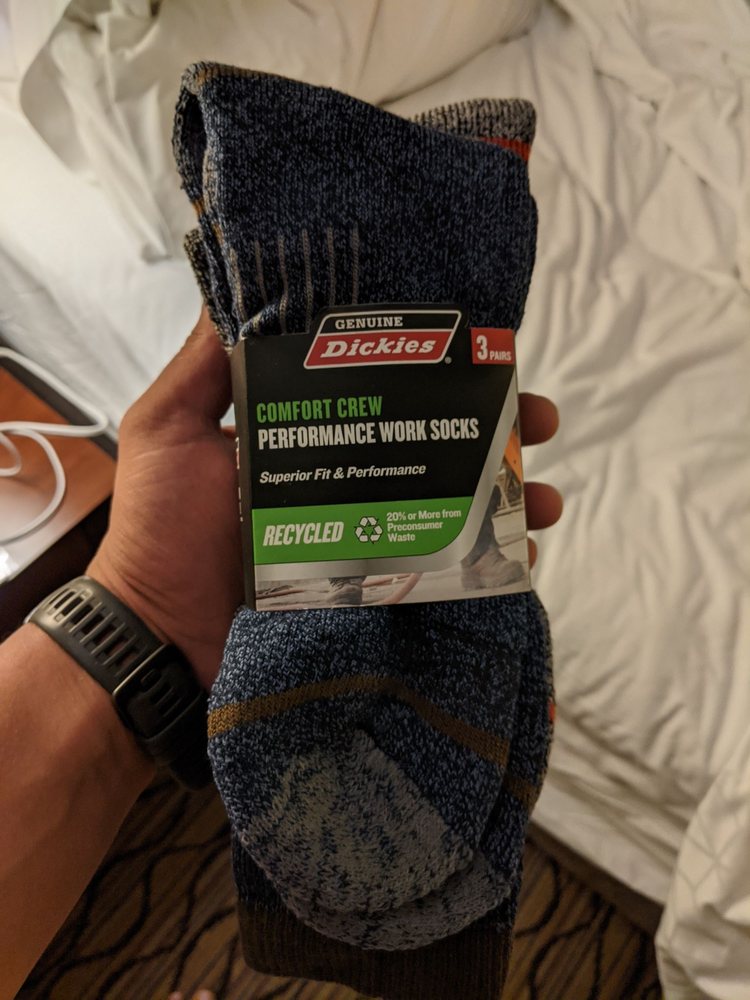 GENUINE
Dickies®
3 PAIRS
COMFORT CREW
PERFORMANCE WORK SOCKS
Superior Fit & Performance
RECYCLED
20% or More from
Preconsumer
Waste